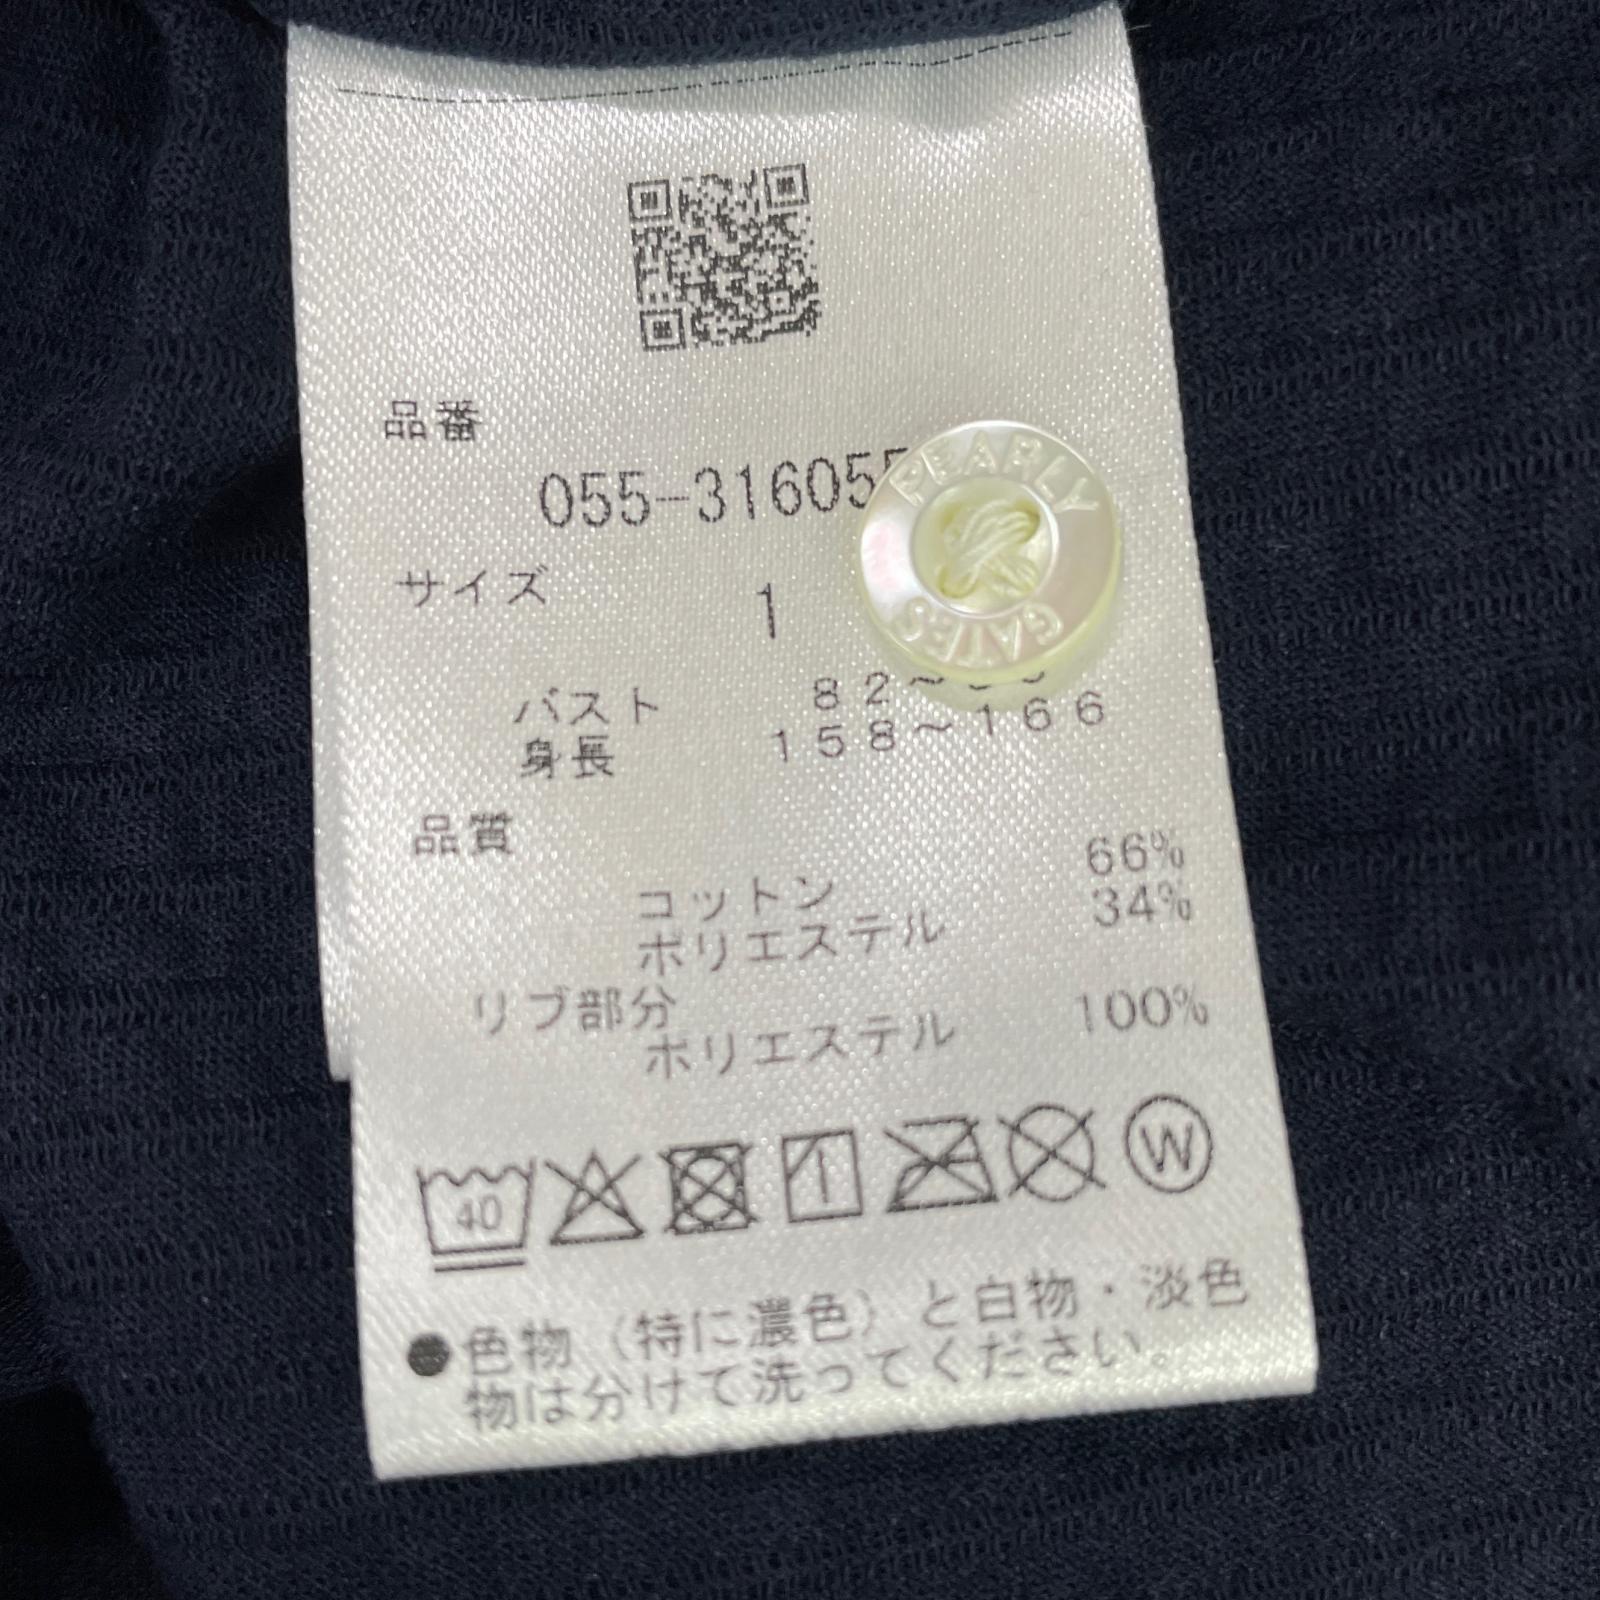 品番
055-316055
サイズ 1
PEARLY
GATES
バスト 82～
身長 158～166
品質
コットン 66%
ポリエステル 34%
リブ部分
ポリエステル 100%
40 W
●色物（特に濃色）と白物・淡色
物は分けて洗ってください。